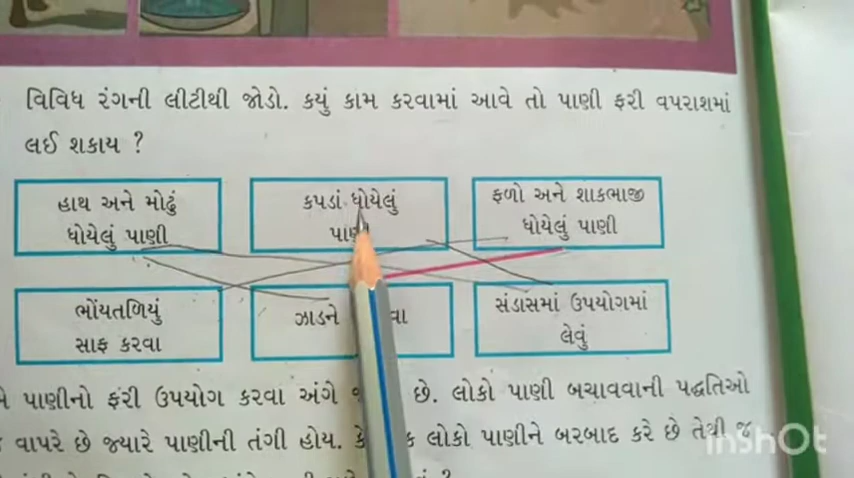 વિવિધ રંગની લીટીથી જોડો. કયું કામ કરવામાં આવે તો પાણી ફરી વપરાશમાં
લઈ શકાય ?
હાથ અને મોઢું
ધોયેલું પાણી
કપડાં ધોયેલું
ફળો અને શાકભાજી
ધોયેલું પાણી
ભોંયતળિયું
સાફ કરવા
ઝાડને
સંડાસમાં ઉપયોગમાં
લેવું
પાણીનો ફરી ઉપયોગ કરવા અંગે છે. લોકો પાણી બચાવવાની પદ્ધતિઓ
વાપરે છે જ્યારે પાણીની તંગી હોય. લોકો પાણીને બરબાદ કરે છે તેથી જ
InShOt